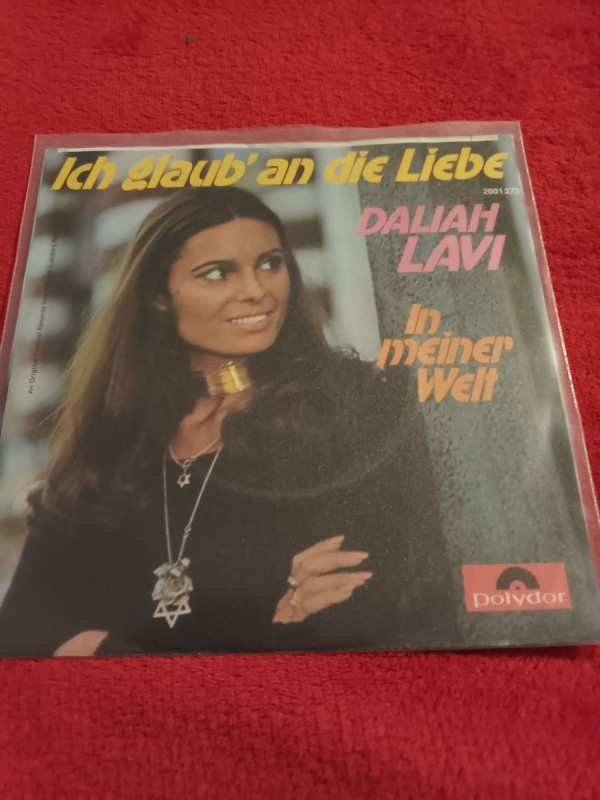 Ich glaub' an die Liebe
2001 273
DALIAH
LAVI
In
meiner
Welt
polydor